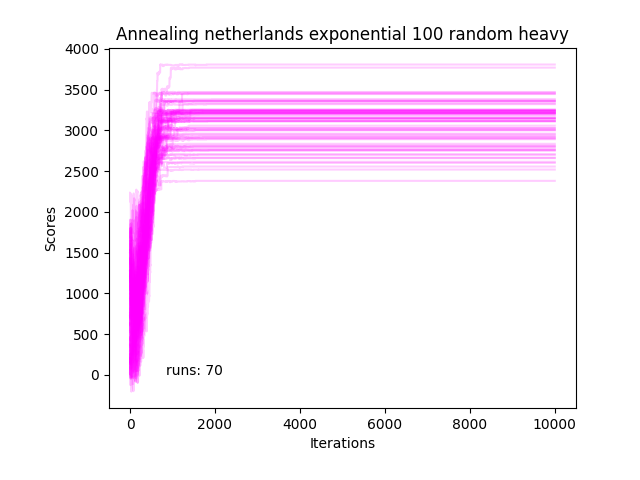 Annealing netherlands exponential 100 random heavy
4000
3500
3000
2500
2000
1500
1000
500
0
Scores
runs: 70
0 2000 4000 6000 8000 10000
Iterations